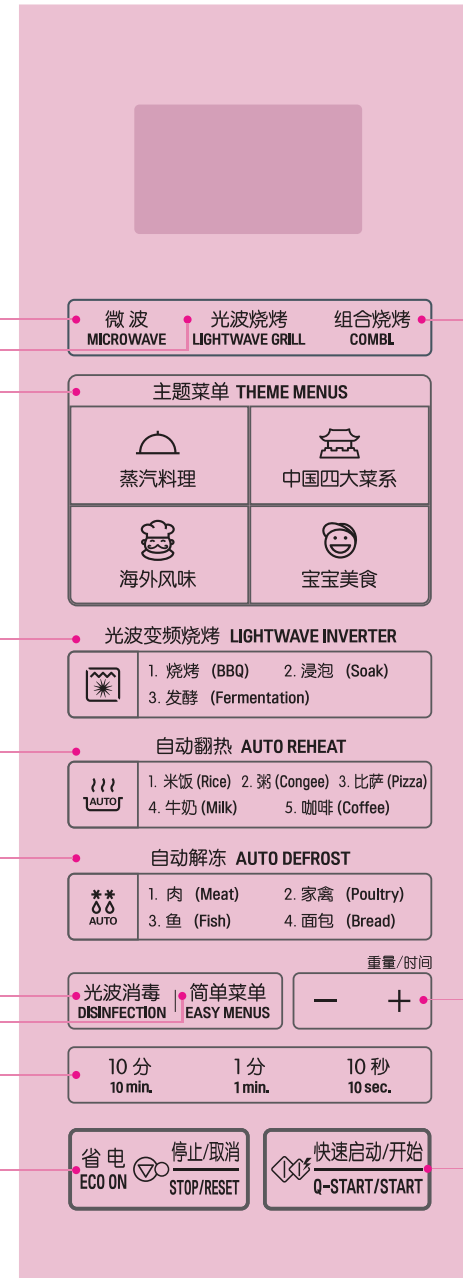 微波 光波烧烤 组合烧烤
MICROWAVE LIGHTWAVE GRILL COMBI.
主题菜单 THEME MENUS
蒸汽料理 中国四大菜系
海外风味 宝宝美食
光波变频烧烤 LIGHTWAVE INVERTER
1. 烧烤 (BBQ) 2. 浸泡 (Soak)
3. 发酵 (Fermentation)
自动翻热 AUTO REHEAT
1. 米饭 (Rice) 2. 粥 (Congee) 3. 比萨 (Pizza)
AUTO
4. 牛奶 (Milk) 5. 咖啡 (Coffee)
自动解冻 AUTO DEFROST
1. 肉 (Meat) 2. 家禽 (Poultry)
AUTO
3. 鱼 (Fish) 4. 面包 (Bread)
重量/时间
光波消毒 | 简单菜单 − +
DISINFECTION EASY MENUS
10 分 1 分 10 秒
10 min. 1 min. 10 sec.
省电 停止/取消 快速启动/开始
ECO ON STOP/RESET Q-START/START